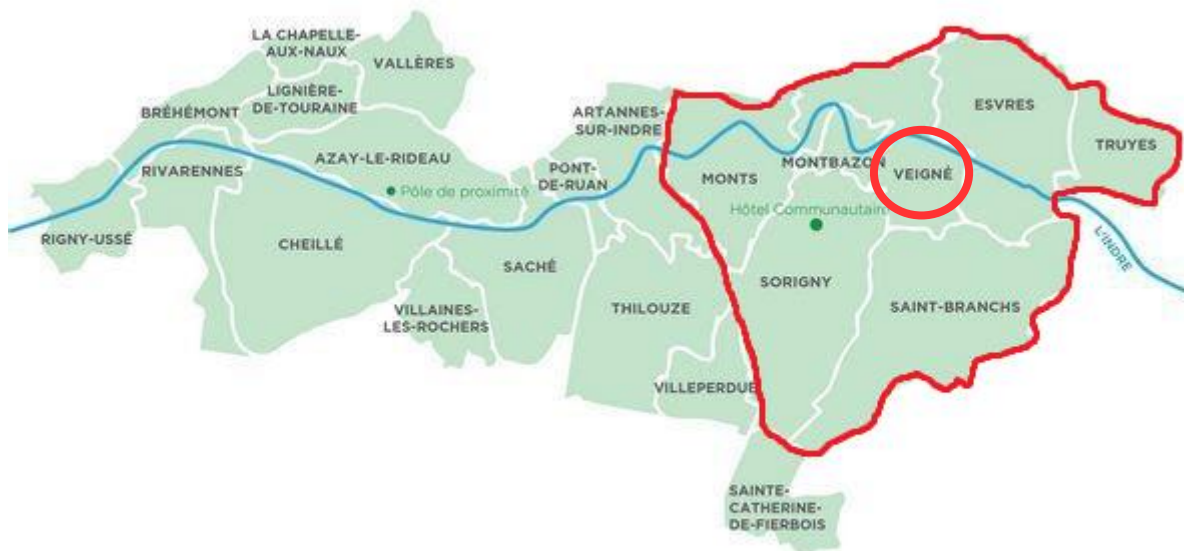 LA CHAPELLE-
AUX-NAUX
VALLÈRES
LIGNIÈRE-
DE-TOURAINE
BRÉHÉMONT
RIVARENNES
AZAY-LE-RIDEAU
Pôle de proximité
RIGNY-USSÉ
CHEILLÉ
VILLAINES-
LES-ROCHERS
SACHÉ
PONT-
DE-RUAN
ARTANNES-
SUR-INDRE
THILOUZE
VILLEPERDUE
MONTS
MONTBAZON
VEIGNÉ
ESVRES
TRUYES
Hôtel Communautair
SORIGNY
SAINT-BRANCHS
L'INDRE
SAINTE-
CATHERINE-
DE-FIERBOIS